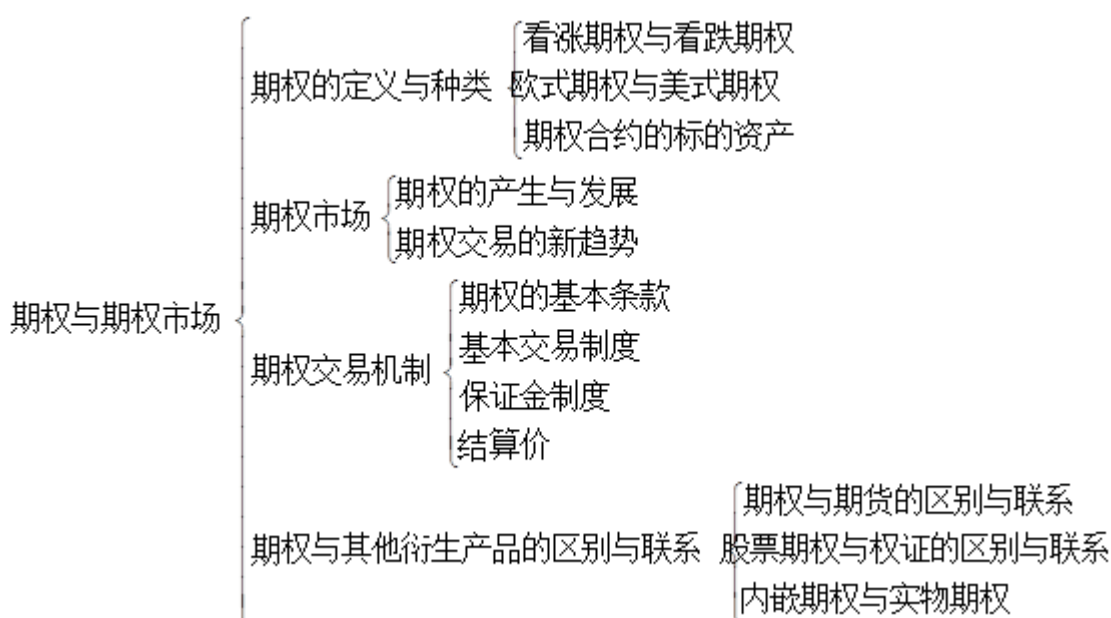 期权与期权市场
期权的定义与种类
看涨期权与看跌期权
欧式期权与美式期权
期权合约的标的资产
期权市场
期权的产生与发展
期权交易的新趋势
期权交易机制
期权的基本条款
基本交易制度
保证金制度
结算价
期权与其他衍生产品的区别与联系
期权与期货的区别与联系
股票期权与权证的区别与联系
内嵌期权与实物期权